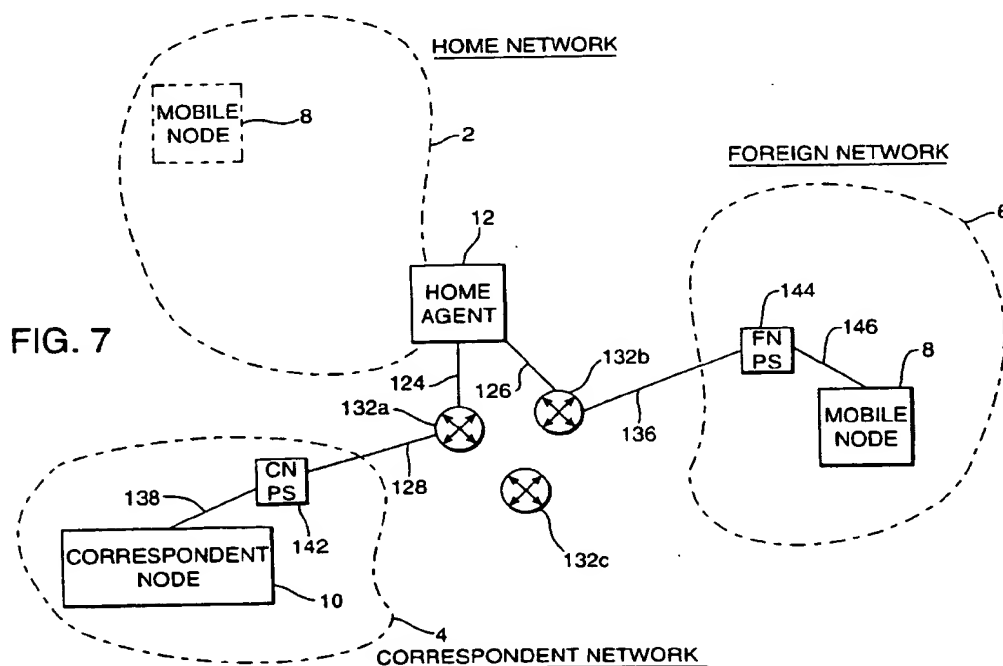 HOME NETWORK
MOBILE
NODE
8
2
FOREIGN NETWORK
6
12
HOME
AGENT
144
FN
PS
146
8
MOBILE
NODE
FIG. 7
124
126
132b
132a
136
CN
PS
128
138
142
132c
CORRESPONDENT
NODE
10
4
CORRESPONDENT NETWORK